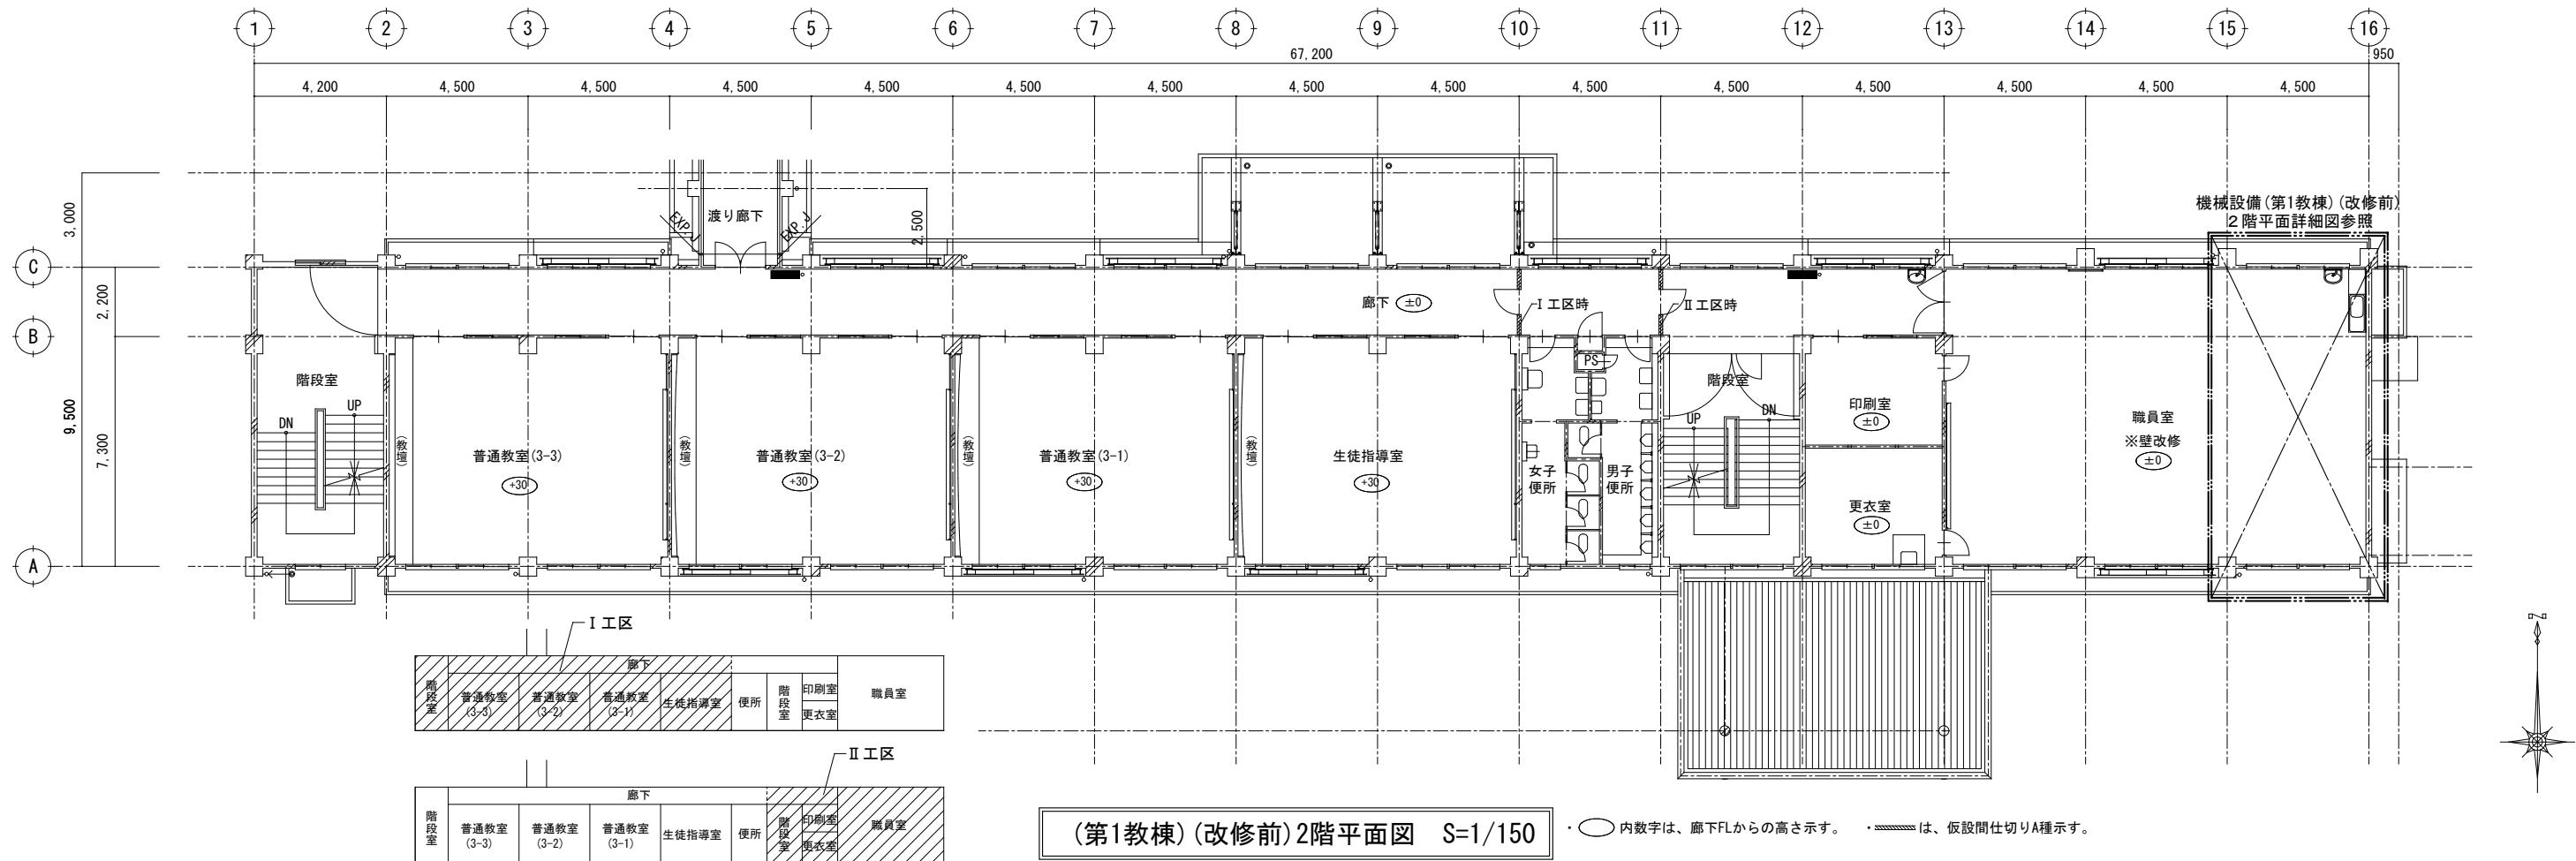 1 2 3 4 5 6 7 8 9 10 11 12 13 14 15 16
67,200 950
4,200 4,500 4,500 4,500 4,500 4,500 4,500 4,500 4,500 4,500 4,500 4,500 4,500 4,500 4,500
3,000
2,200
9,500
7,300
C
B
A
渡り廊下
EXP.J
EXP.J
2,500
機械設備(第1教棟)(改修前)
2階平面詳細図参照
廊下 ±0
I工区時
II工区時
階段室
DN
UP
(教壇)
普通教室(3-3)
+30
(教壇)
普通教室(3-2)
+30
(教壇)
普通教室(3-1)
+30
(教壇)
生徒指導室
+30
PS
女子
便所
男子
便所
階段室
UP
DN
印刷室
±0
更衣室
±0
職員室
※壁改修
±0
I工区
廊下
階段室
普通教室
(3-3)
普通教室
(3-2)
普通教室
(3-1)
生徒指導室
便所
階段室
印刷室
更衣室
職員室
II工区
廊下
階段室
普通教室
(3-3)
普通教室
(3-2)
普通教室
(3-1)
生徒指導室
便所
階段室
印刷室
更衣室
職員室
(第1教棟)(改修前)2階平面図 S=1/150
・ 内数字は、廊下FLからの高さ示す。 ・ は、仮設間仕切りA種示す。
N